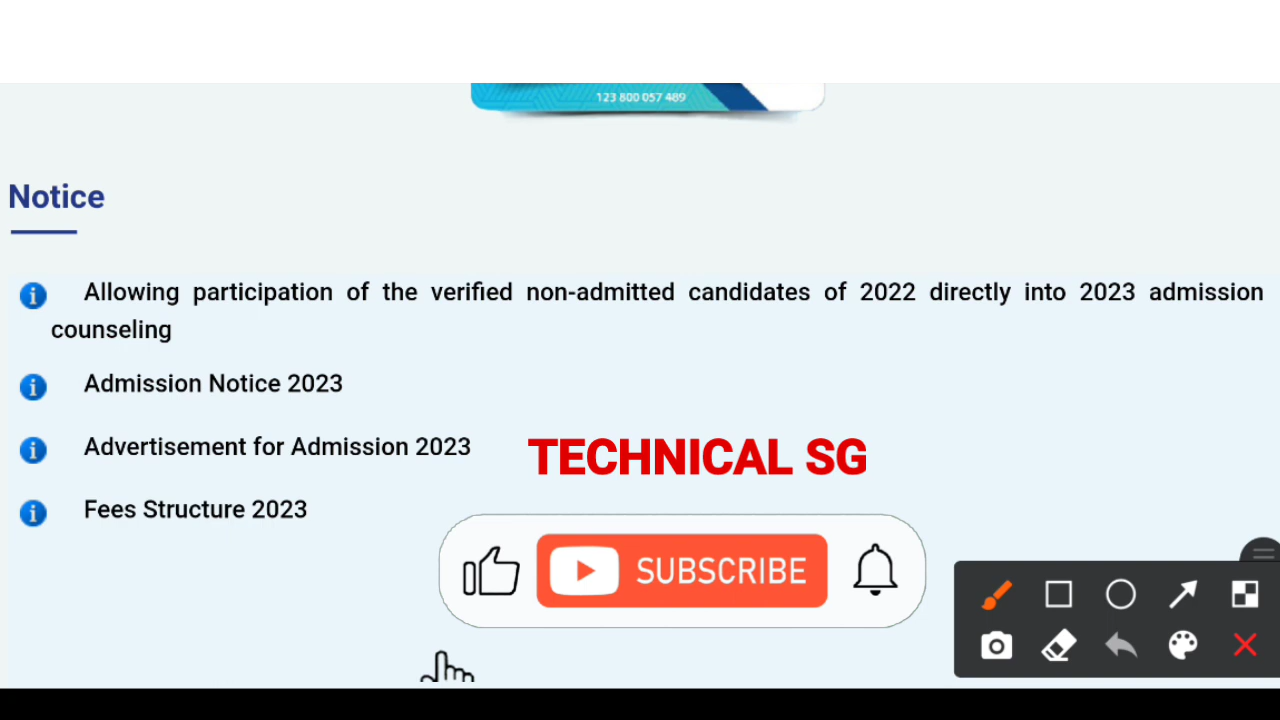 123 800 057 489
Notice
Allowing participation of the verified non-admitted candidates of 2022 directly into 2023 admission
counseling
Admission Notice 2023
Advertisement for Admission 2023
TECHNICAL SG
Fees Structure 2023
SUBSCRIBE